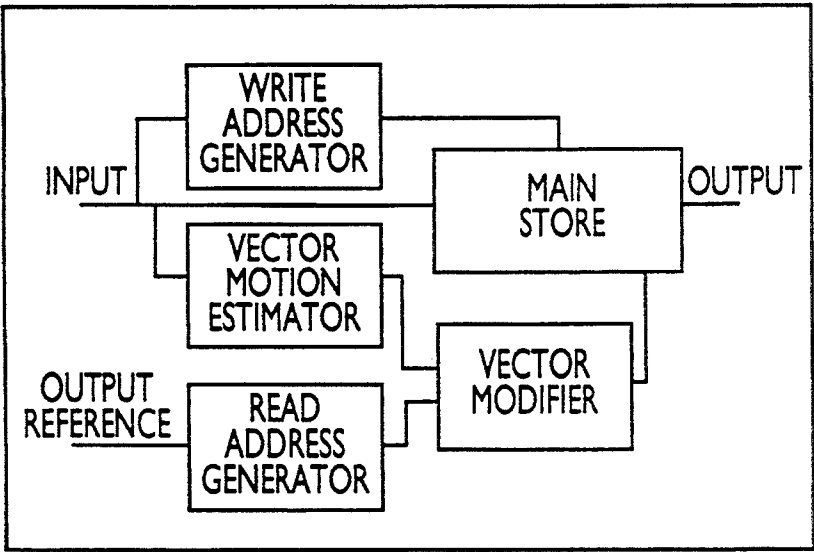 WRITE
ADDRESS
GENERATOR
INPUT
MAIN
STORE
OUTPUT
VECTOR
MOTION
ESTIMATOR
VECTOR
MODIFIER
OUTPUT
REFERENCE
READ
ADDRESS
GENERATOR